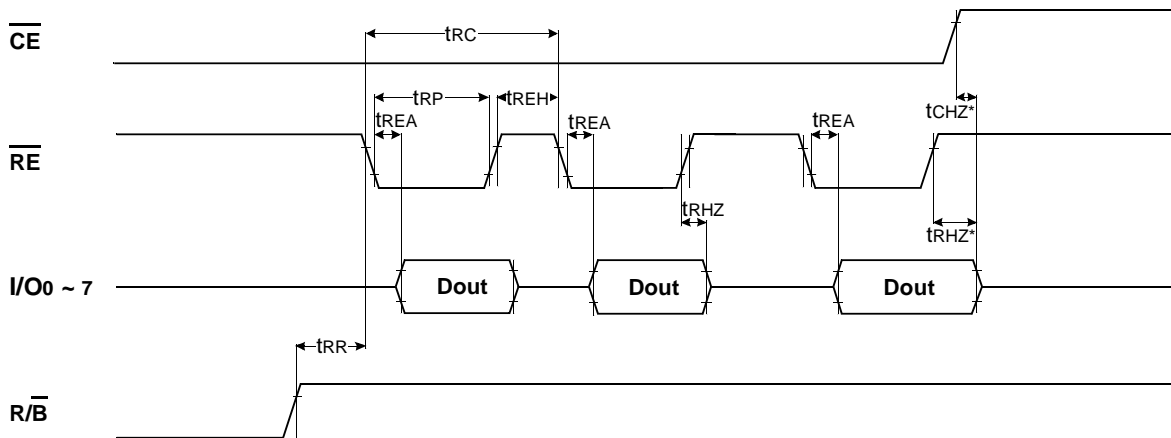 CE
tRC
tRP
tREH
tCHZ*
tREA
tREA
tREA
RE
tRHZ
tRHZ*
I/O0 ~ 7
Dout
Dout
Dout
tRR
R/B